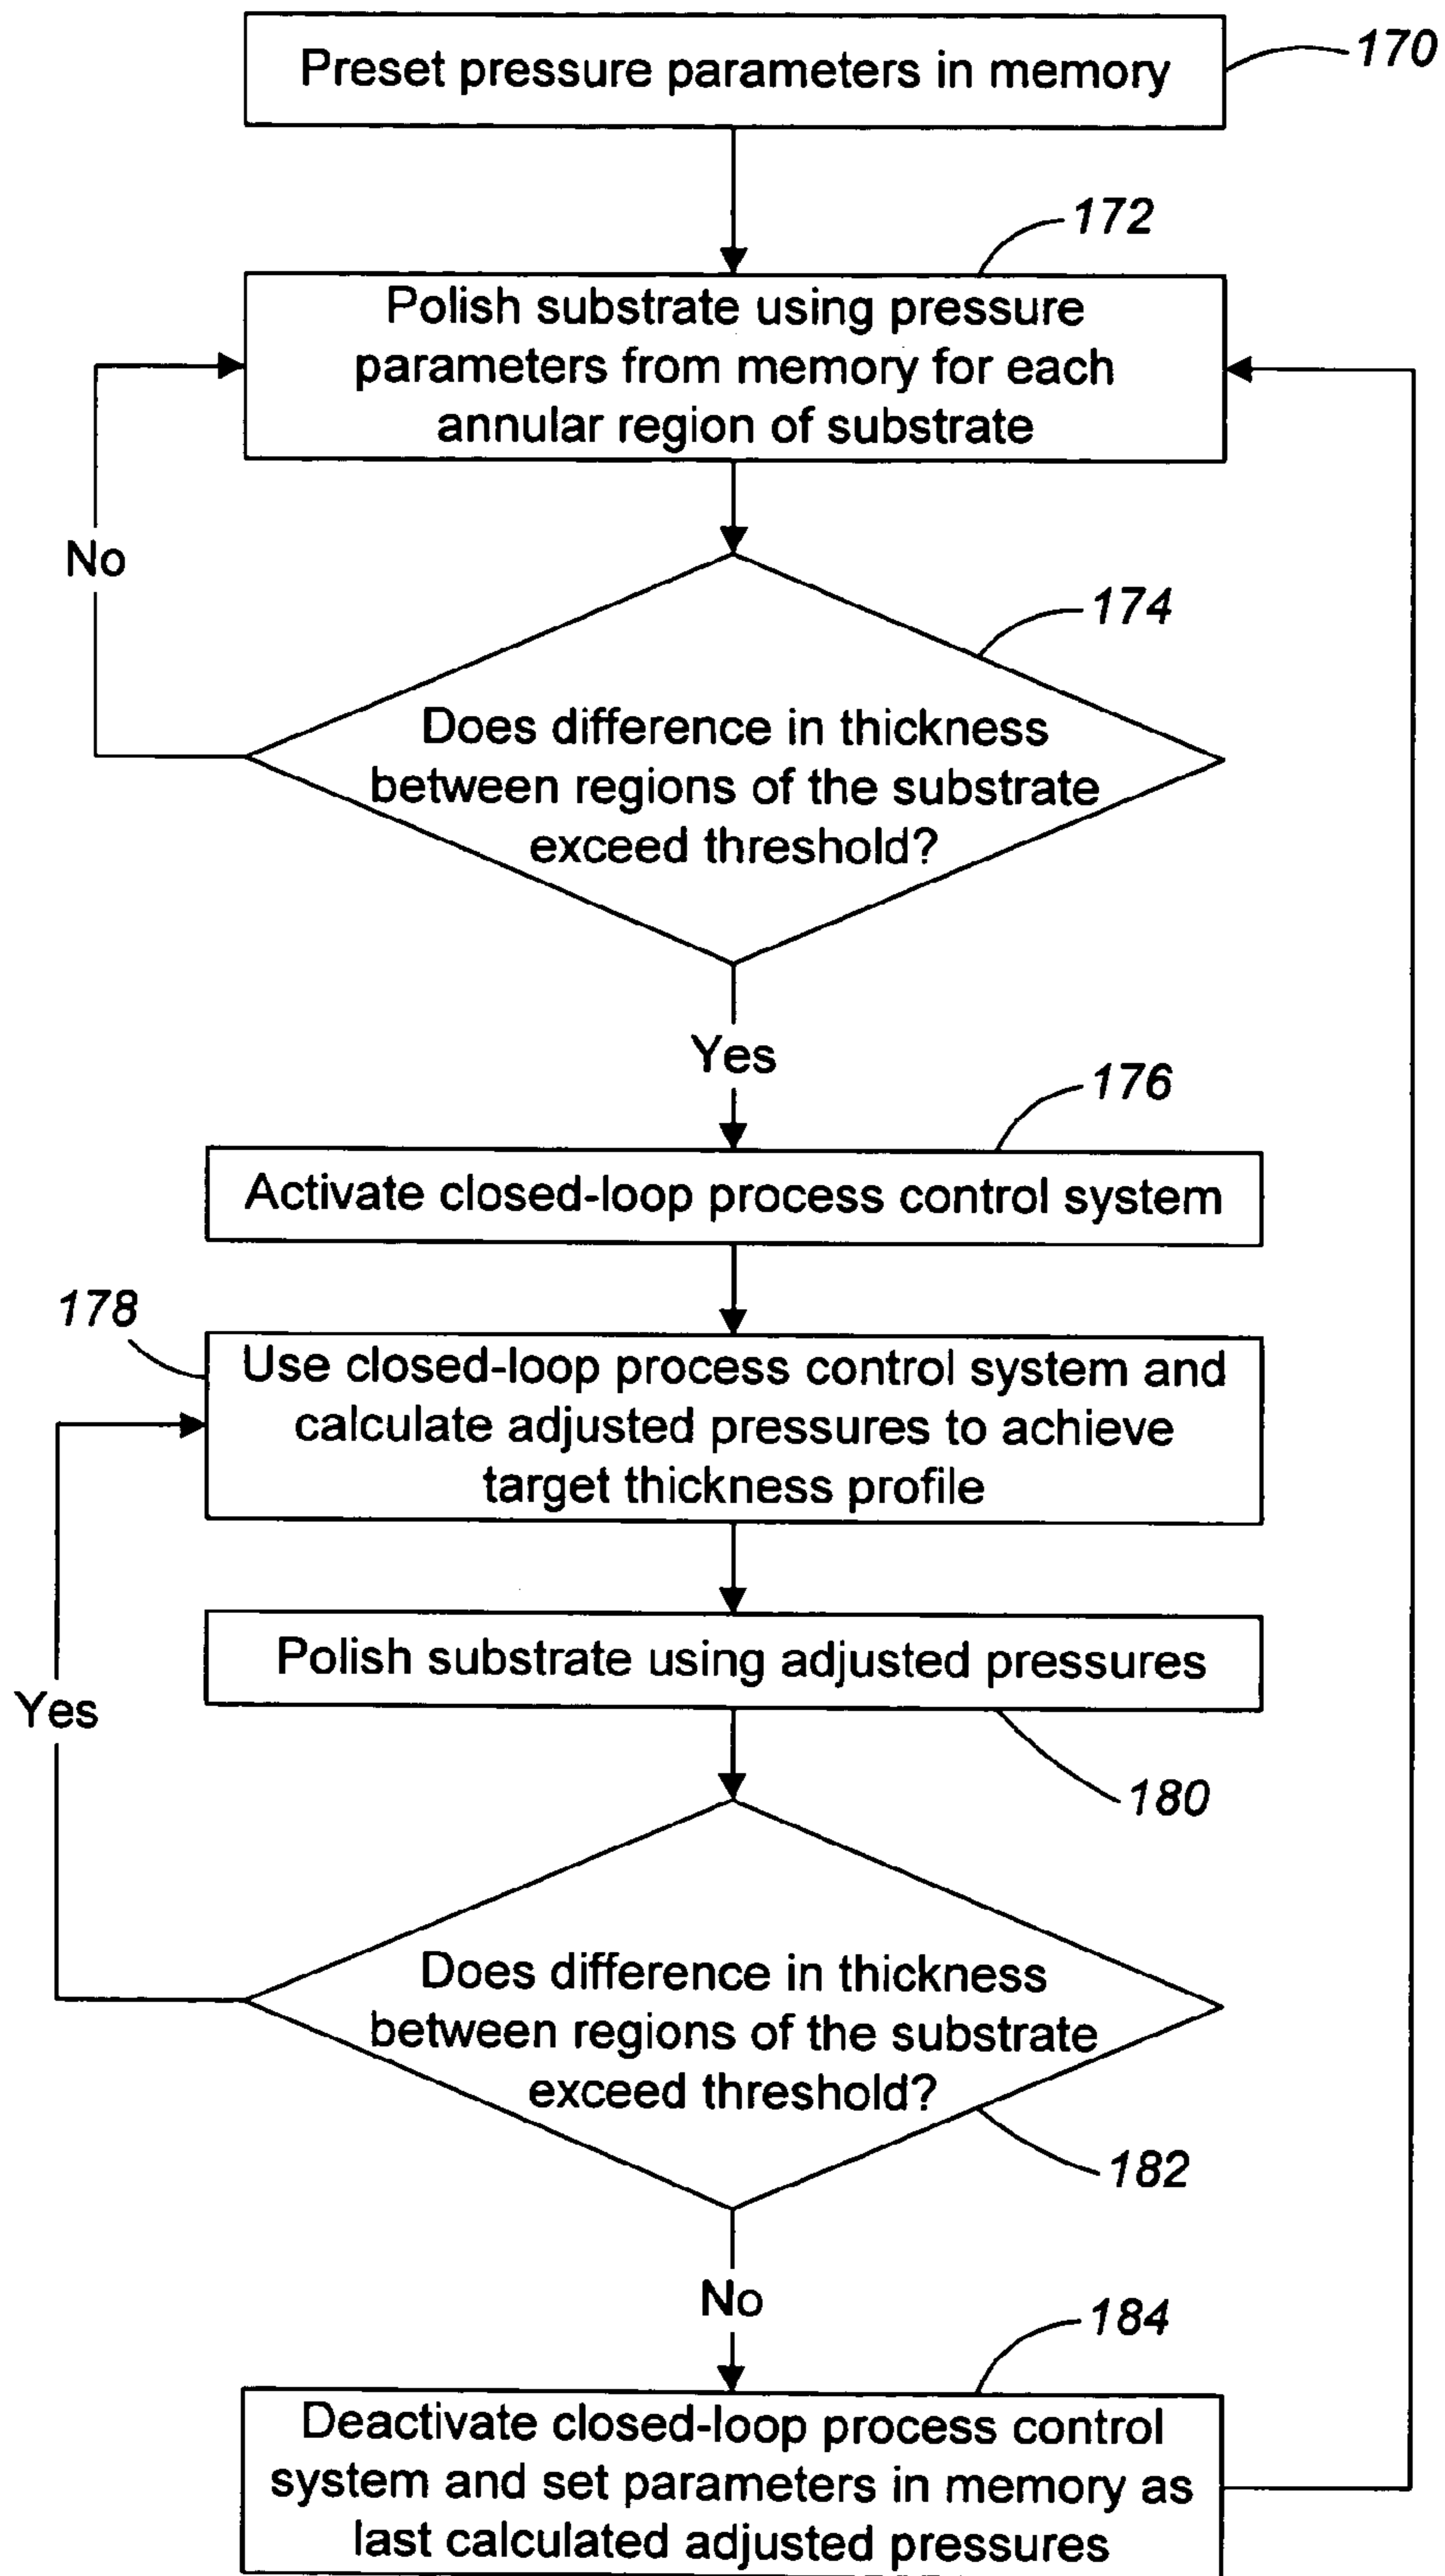 Preset pressure parameters in memory
170
172
Polish substrate using pressure
parameters from memory for each
annular region of substrate
No
174
Does difference in thickness
between regions of the substrate
exceed threshold?
Yes
176
Activate closed-loop process control system
178
Use closed-loop process control system and
calculate adjusted pressures to achieve
target thickness profile
Polish substrate using adjusted pressures
Yes
180
Does difference in thickness
between regions of the substrate
exceed threshold?
182
No
184
Deactivate closed-loop process control
system and set parameters in memory as
last calculated adjusted pressures